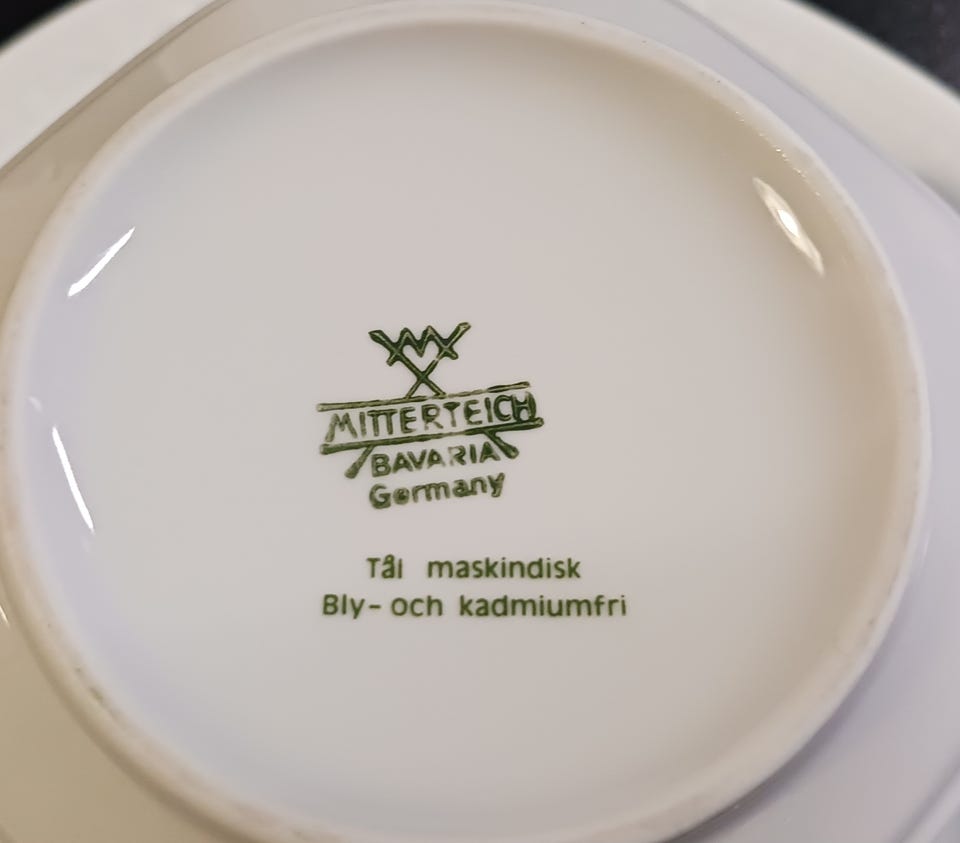 MITTERTEICH
BAVARIA
Germany
Tål maskindisk
Bly- och kadmiumfri